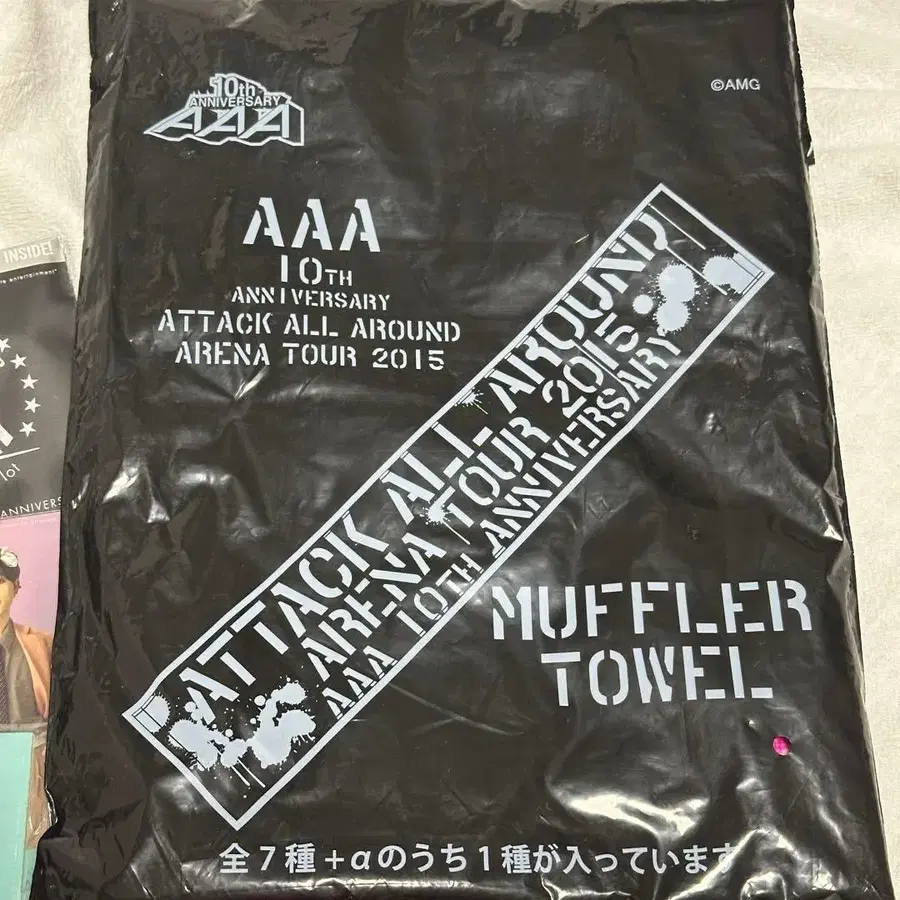 10th
ANNIVERSARY
AAA
©AMG
AAA
10TH
ANNIVERSARY
ATTACK ALL AROUND
ARENA TOUR 2015
ATTACK ALL AROUND
ARENA TOUR 2015
AAA 10TH ANNIVERSARY
MUFFLER
TOWEL
全7種+αのうち1種が入っています
INSIDE!